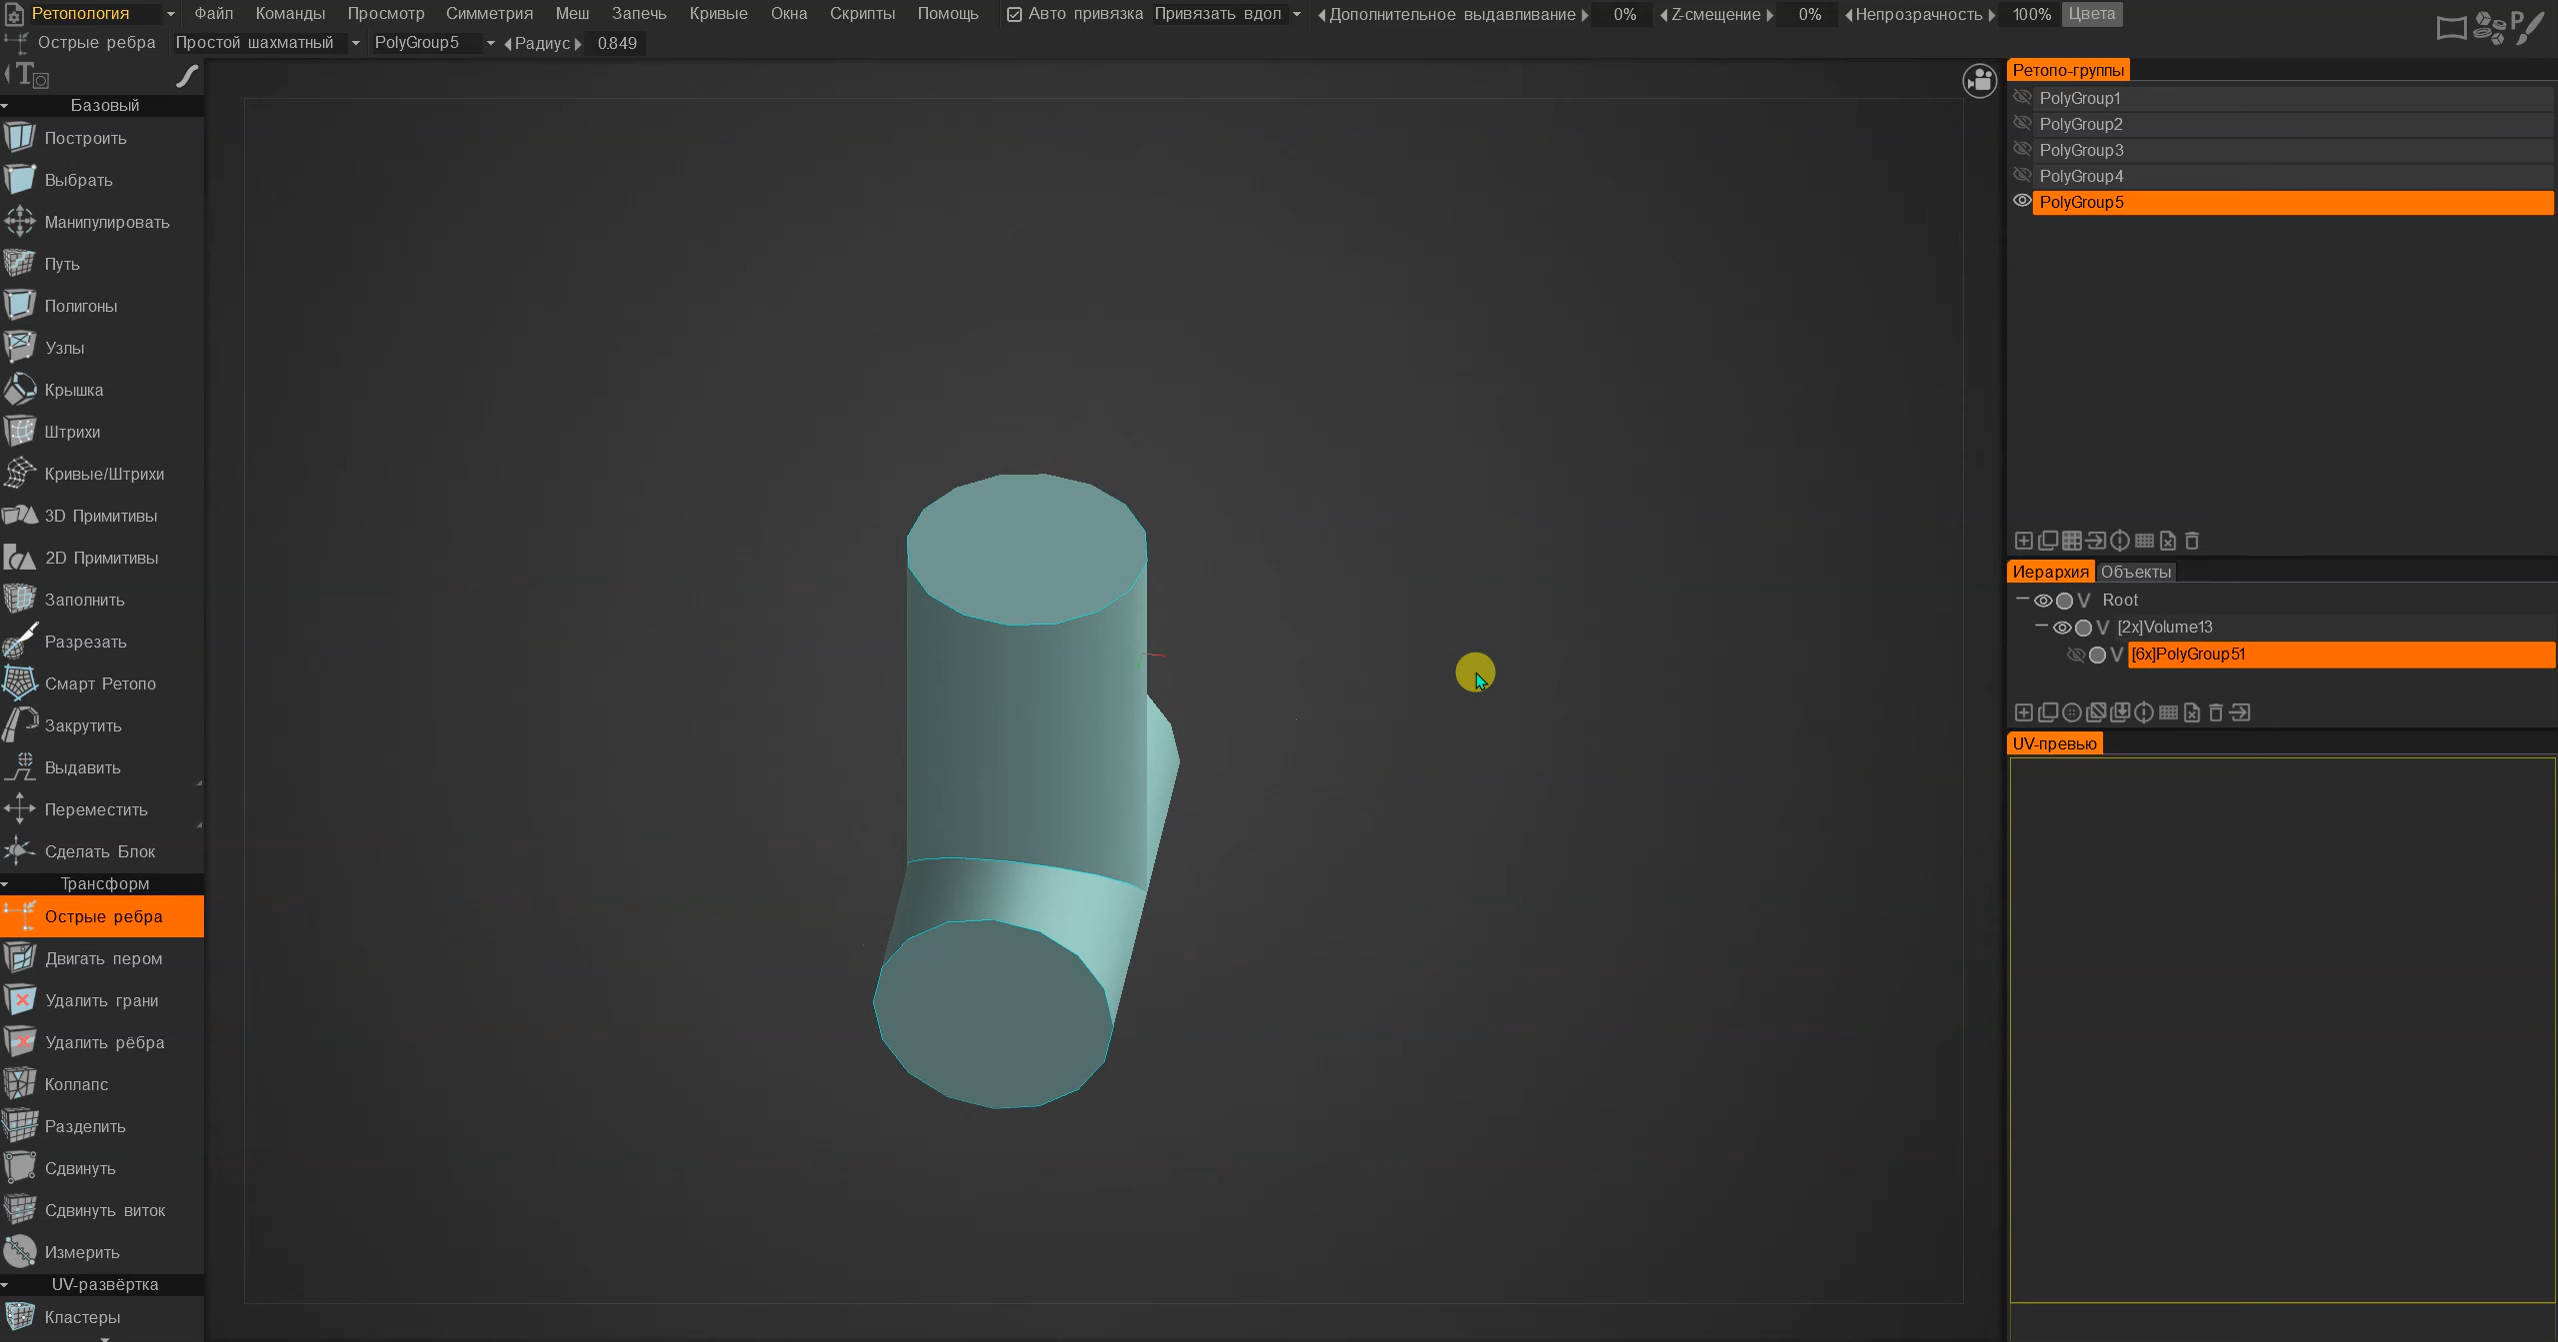 Ретопология Файл Команды Просмотр Симметрия Меш Запечь Кривые Окна Скрипты Помощь Авто привязка Привязать вдол Дополнительное выдавливание 0% Z-смещение 0% Непрозрачность 100% Цвета
Острые ребра Простой шахматный PolyGroup5 Радиус 0.849
Базовый
Построить
Выбрать
Манипулировать
Путь
Полигоны
Узлы
Крышка
Штрихи
Кривые/Штрихи
3D Примитивы
2D Примитивы
Заполнить
Разрезать
Смарт Ретопо
Закрутить
Выдавить
Переместить
Сделать Блок
Трансформ
Острые ребра
Двигать пером
Удалить грани
Удалить рёбра
Коллапс
Разделить
Сдвинуть
Сдвинуть виток
Измерить
UV-развёртка
Кластеры
Ретопо-группы
PolyGroup1
PolyGroup2
PolyGroup3
PolyGroup4
PolyGroup5
Иерархия Объекты
V Root
V [2x]Volume13
V [6x]PolyGroup51
UV-превью